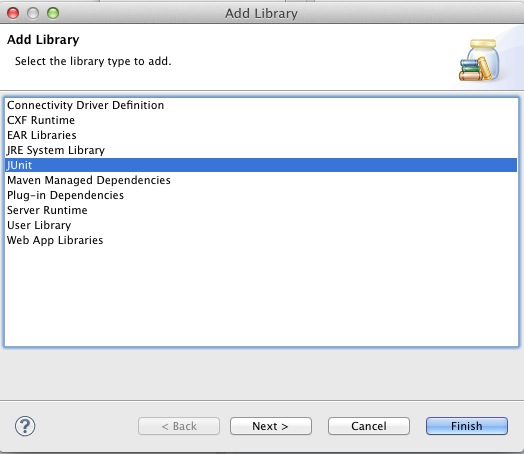 Add Library
Add Library
Select the library type to add.
Connectivity Driver Definition
CXF Runtime
EAR Libraries
JRE System Library
JUnit
Maven Managed Dependencies
Plug-in Dependencies
Server Runtime
User Library
Web App Libraries
?
< Back
Next >
Cancel
Finish